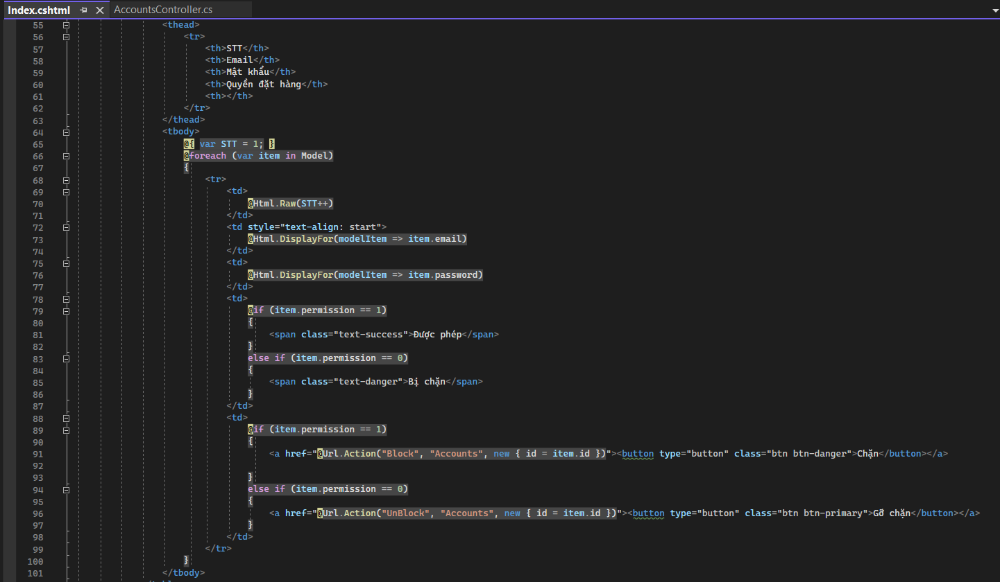 Index.cshtml AccountsController.cs
55 <thead>
56 <tr>
57 <th>STT</th>
58 <th>Email</th>
59 <th>Mật khẩu</th>
60 <th>Quyền đặt hàng</th>
61 <th></th>
62 </tr>
63 </thead>
64 <tbody>
65 @{ var STT = 1; }
66 @foreach (var item in Model)
67 {
68 <tr>
69 <td>
70 @Html.Raw(STT++)
71 </td>
72 <td style="text-align: start">
73 @Html.DisplayFor(modelItem => item.email)
74 </td>
75 <td>
76 @Html.DisplayFor(modelItem => item.password)
77 </td>
78 <td>
79 @if (item.permission == 1)
80 {
81 <span class="text-success">Được phép</span>
82 }
83 else if (item.permission == 0)
84 {
85 <span class="text-danger">Bị chặn</span>
86 }
87 </td>
88 <td>
89 @if (item.permission == 1)
90 {
91 <a href="@Url.Action("Block", "Accounts", new { id = item.id })"><button type="button" class="btn btn-danger">Chặn</button></a>
92
93 }
94 else if (item.permission == 0)
95 {
96 <a href="@Url.Action("UnBlock", "Accounts", new { id = item.id })"><button type="button" class="btn btn-primary">Gỡ chặn</button></a>
97 }
98 </td>
99 </tr>
100 }
101 </tbody>